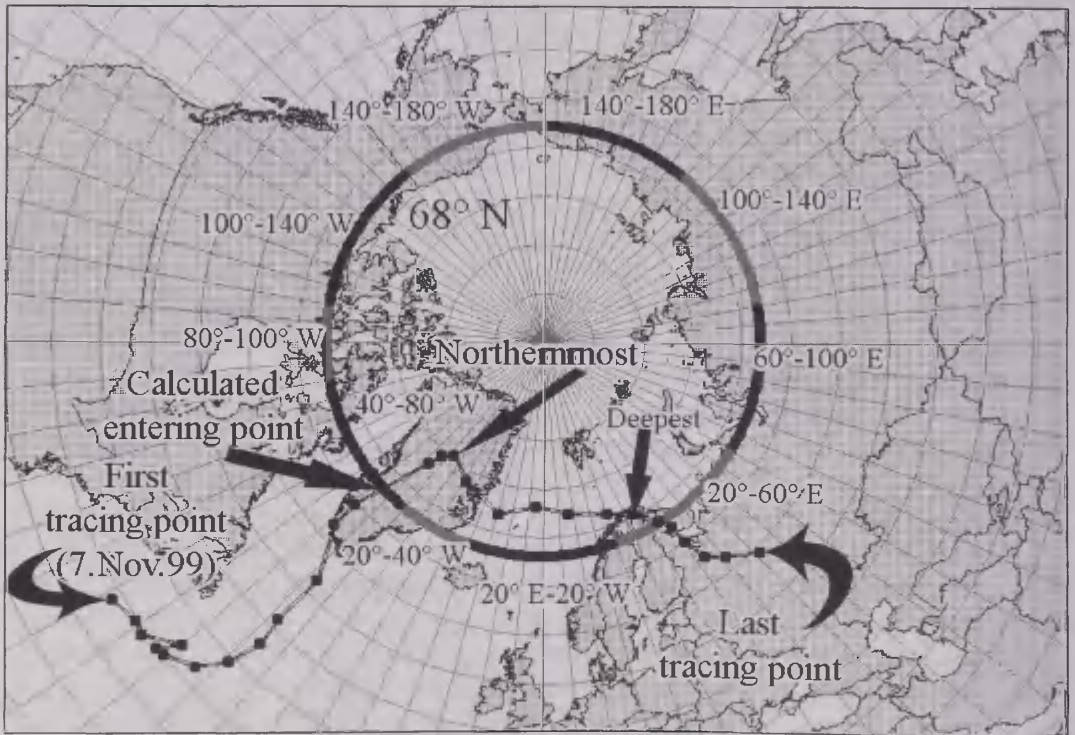 140°-180° W
140°-180° E
100°-140° W
68° N
100°-140° E
80°-100° W
Northernmost
60°-100° E
Calculated
entering point
40°-80° W
Deepest
First
tracing point
(7.Nov.99)
20°-60° E
20°-40° W
20° E-20° W
Last
tracing point